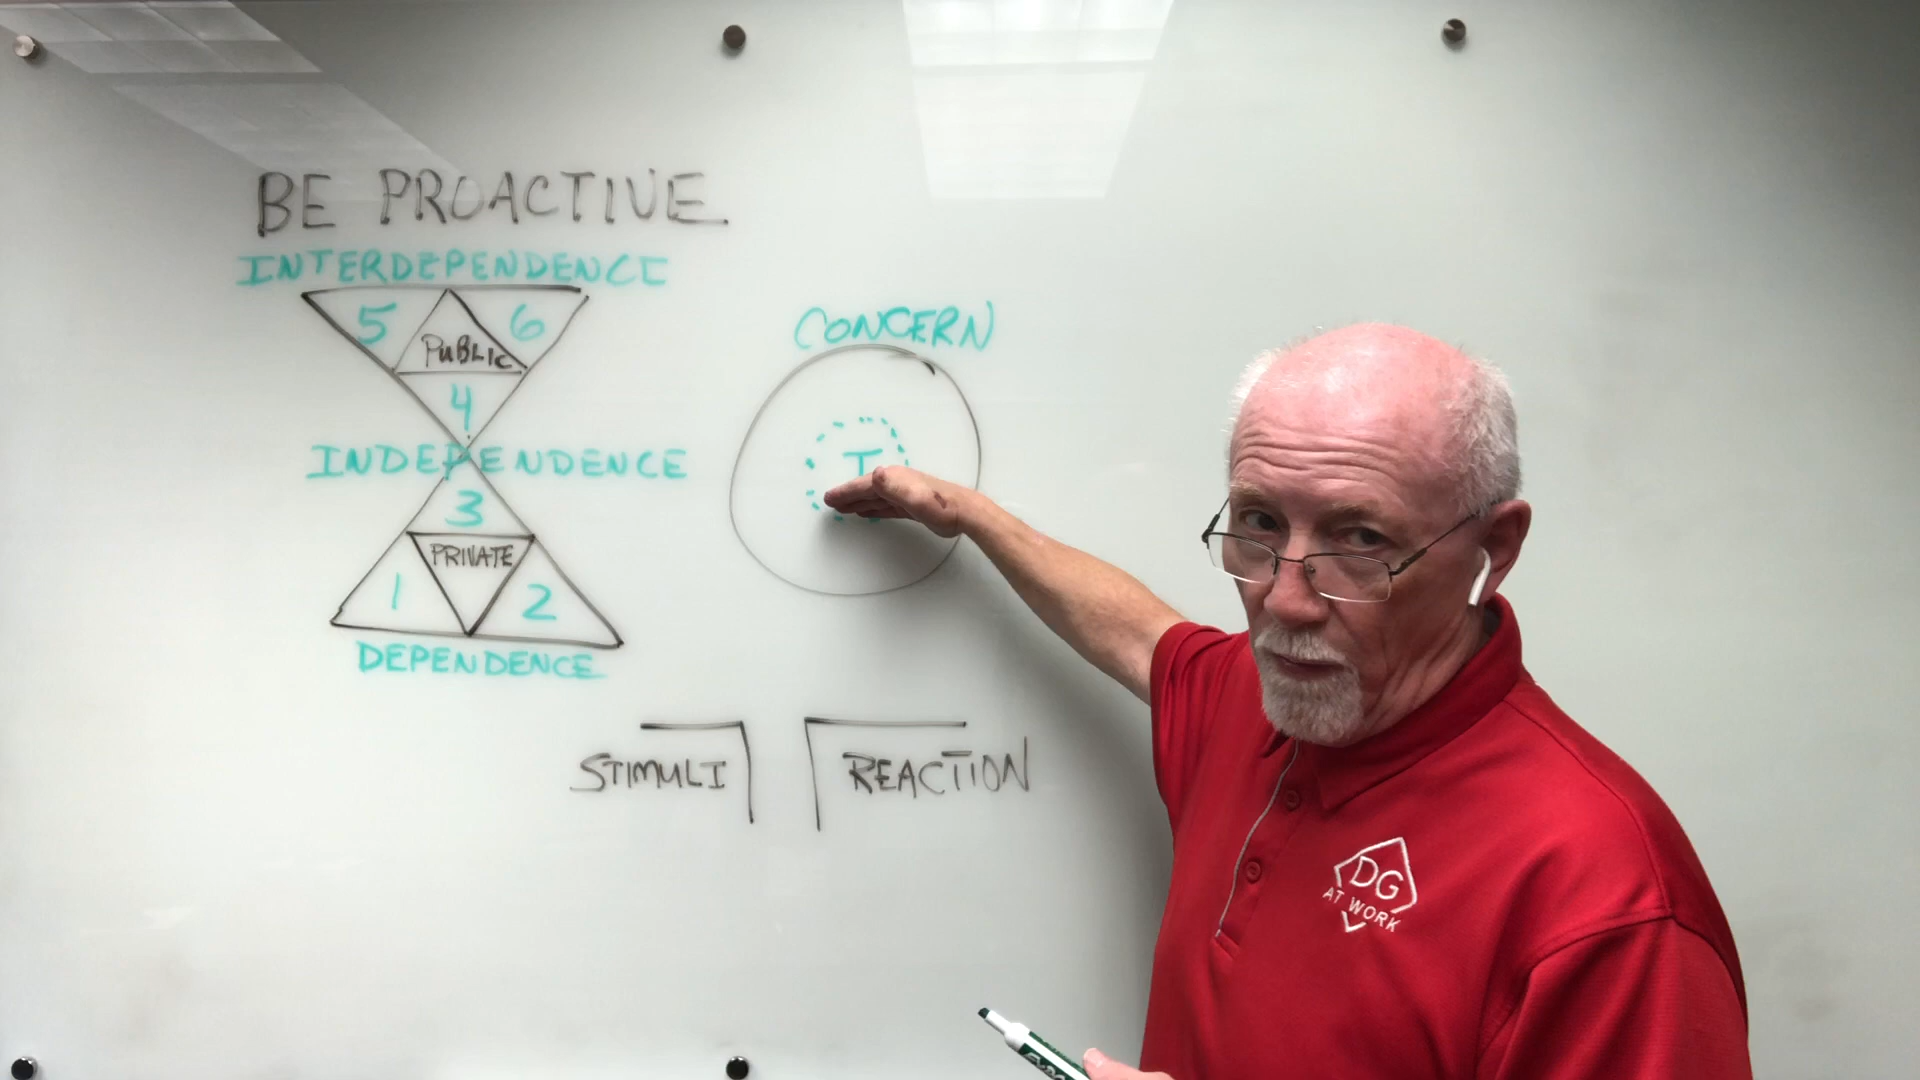 BE PROACTIVE
INTERDEPENDENCE
5 6
PUBLIC
4
INDEPENDENCE
3
PRIVATE
1 2
DEPENDENCE
CONCERN
I
STIMULI REACTION
DG
AT WORK